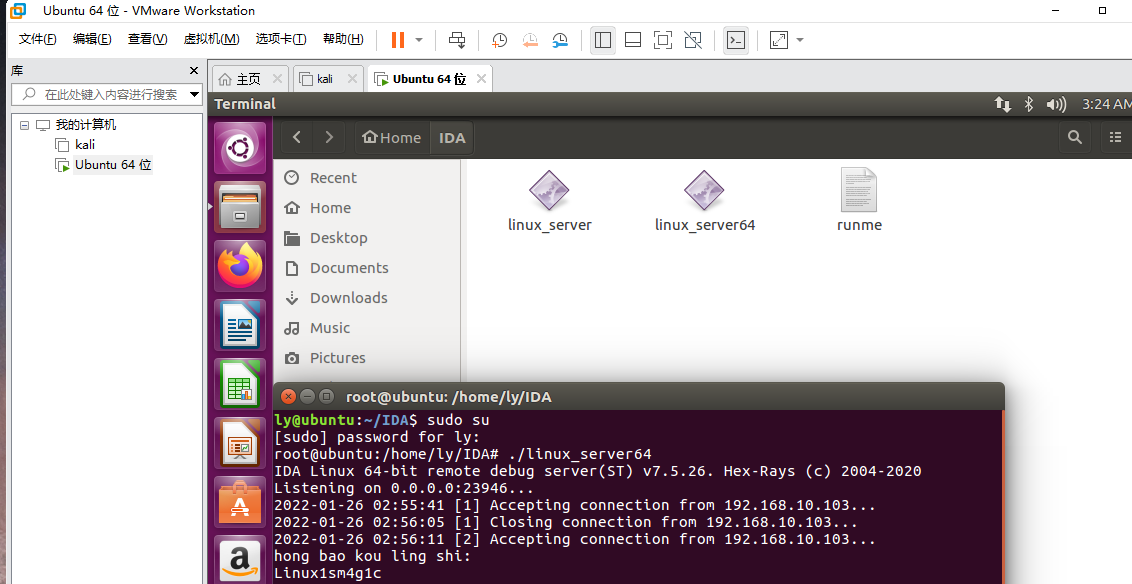 Ubuntu 64 位 - VMware Workstation
文件(F) 编辑(E) 查看(V) 虚拟机(M) 选项卡(T) 帮助(H)
库
在此处键入内容进行搜索
我的计算机
kali
Ubuntu 64 位
主页 kali Ubuntu 64 位
Terminal 3:24 AM
Home IDA
Recent
Home
Desktop
Documents
Downloads
Music
Pictures
linux_server linux_server64 runme
root@ubuntu: /home/ly/IDA
ly@ubuntu:~/IDA$ sudo su
[sudo] password for ly:
root@ubuntu:/home/ly/IDA# ./linux_server64
IDA Linux 64-bit remote debug server(ST) v7.5.26. Hex-Rays (c) 2004-2020
Listening on 0.0.0.0:23946...
2022-01-26 02:55:41 [1] Accepting connection from 192.168.10.103...
2022-01-26 02:56:05 [1] Closing connection from 192.168.10.103...
2022-01-26 02:56:11 [2] Accepting connection from 192.168.10.103...
hong bao kou ling shi:
Linux1sm4g1c